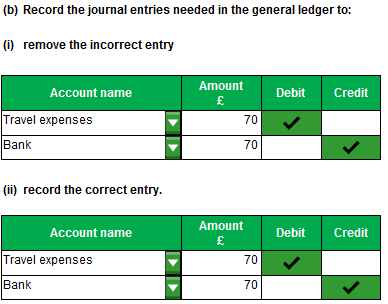 (b) Record the journal entries needed in the general ledger to:
(i) remove the incorrect entry
Account name Amount £ Debit Credit
Travel expenses 70 ✓
Bank 70 ✓
(ii) record the correct entry.
Account name Amount £ Debit Credit
Travel expenses 70 ✓
Bank 70 ✓